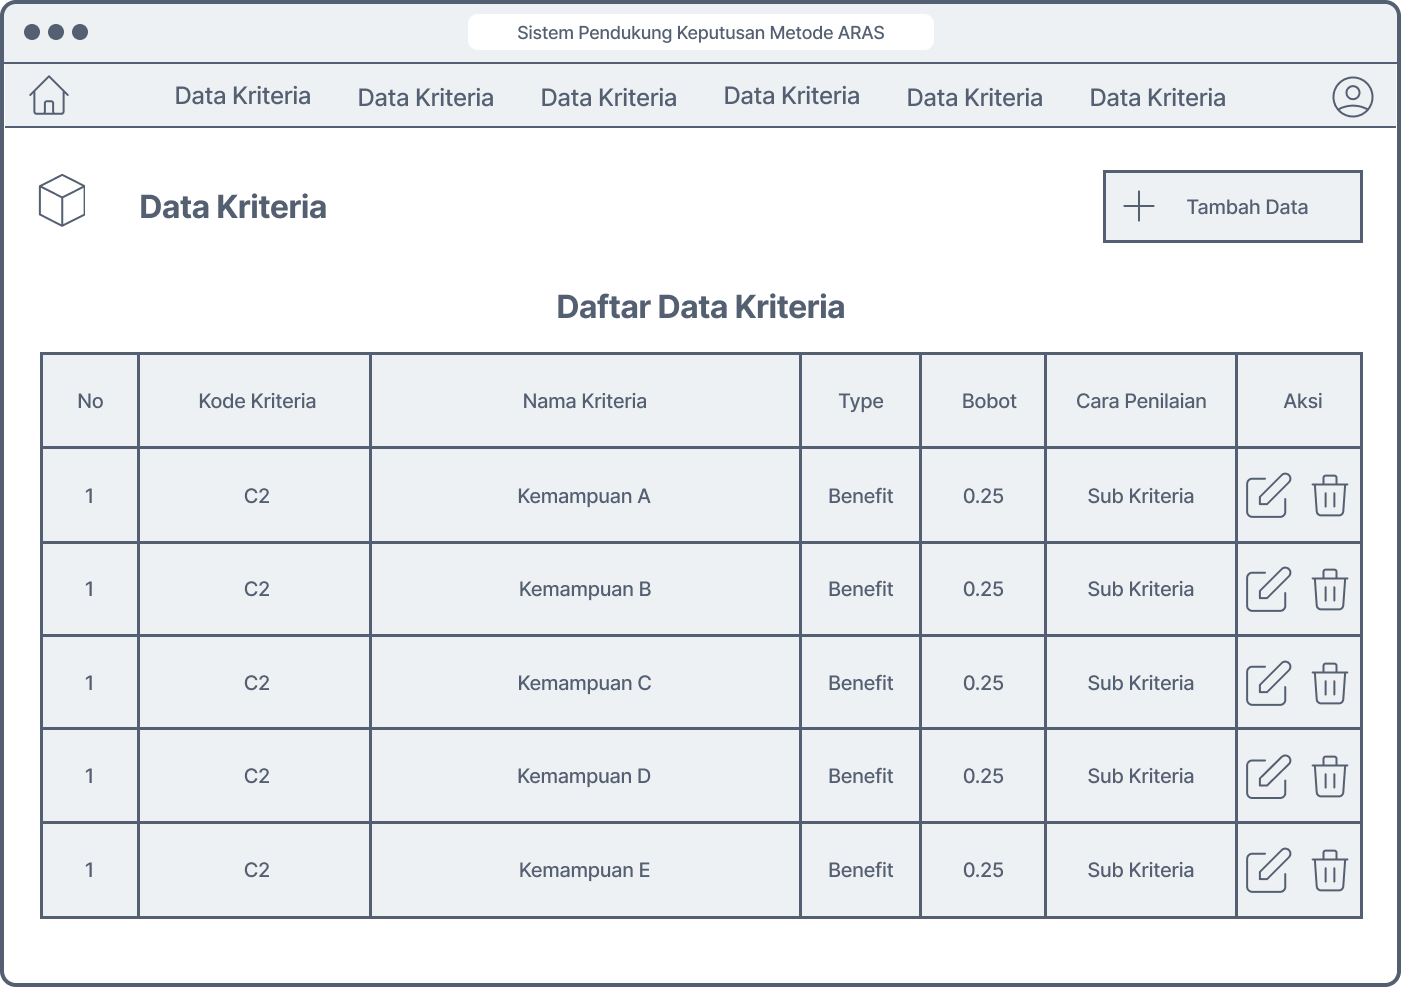 Sistem Pendukung Keputusan Metode ARAS
Data Kriteria Data Kriteria Data Kriteria Data Kriteria Data Kriteria Data Kriteria
Data Kriteria
Tambah Data
Daftar Data Kriteria
No Kode Kriteria Nama Kriteria Type Bobot Cara Penilaian Aksi
1 C2 Kemampuan A Benefit 0.25 Sub Kriteria
1 C2 Kemampuan B Benefit 0.25 Sub Kriteria
1 C2 Kemampuan C Benefit 0.25 Sub Kriteria
1 C2 Kemampuan D Benefit 0.25 Sub Kriteria
1 C2 Kemampuan E Benefit 0.25 Sub Kriteria